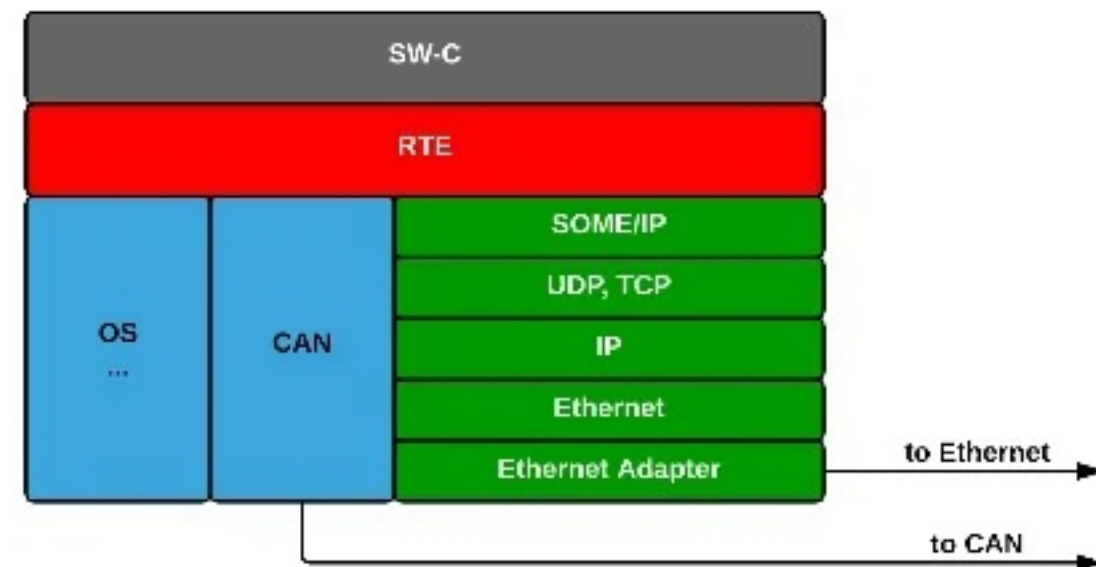 SW-C
RTE
SOME/IP
UDP, TCP
IP
Ethernet
Ethernet Adapter
OS
...
CAN
to Ethernet
to CAN